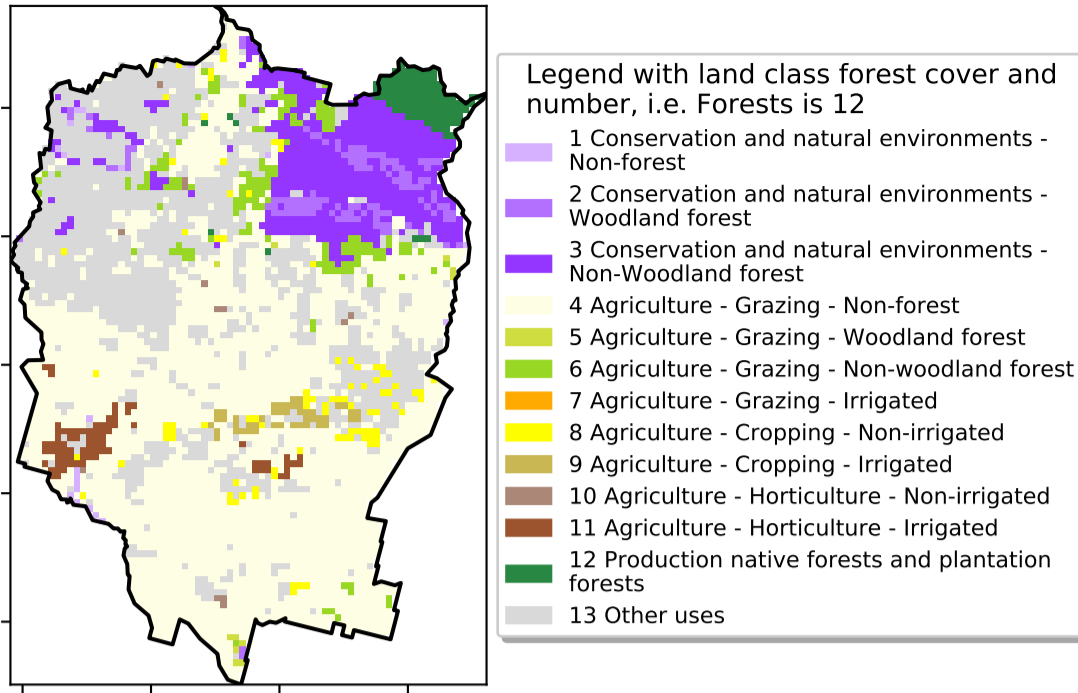 Legend with land class forest cover and
number, i.e. Forests is 12
1 Conservation and natural environments -
Non-forest
2 Conservation and natural environments -
Woodland forest
3 Conservation and natural environments -
Non-Woodland forest
4 Agriculture - Grazing - Non-forest
5 Agriculture - Grazing - Woodland forest
6 Agriculture - Grazing - Non-woodland forest
7 Agriculture - Grazing - Irrigated
8 Agriculture - Cropping - Non-irrigated
9 Agriculture - Cropping - Irrigated
10 Agriculture - Horticulture - Non-irrigated
11 Agriculture - Horticulture - Irrigated
12 Production native forests and plantation
forests
13 Other uses